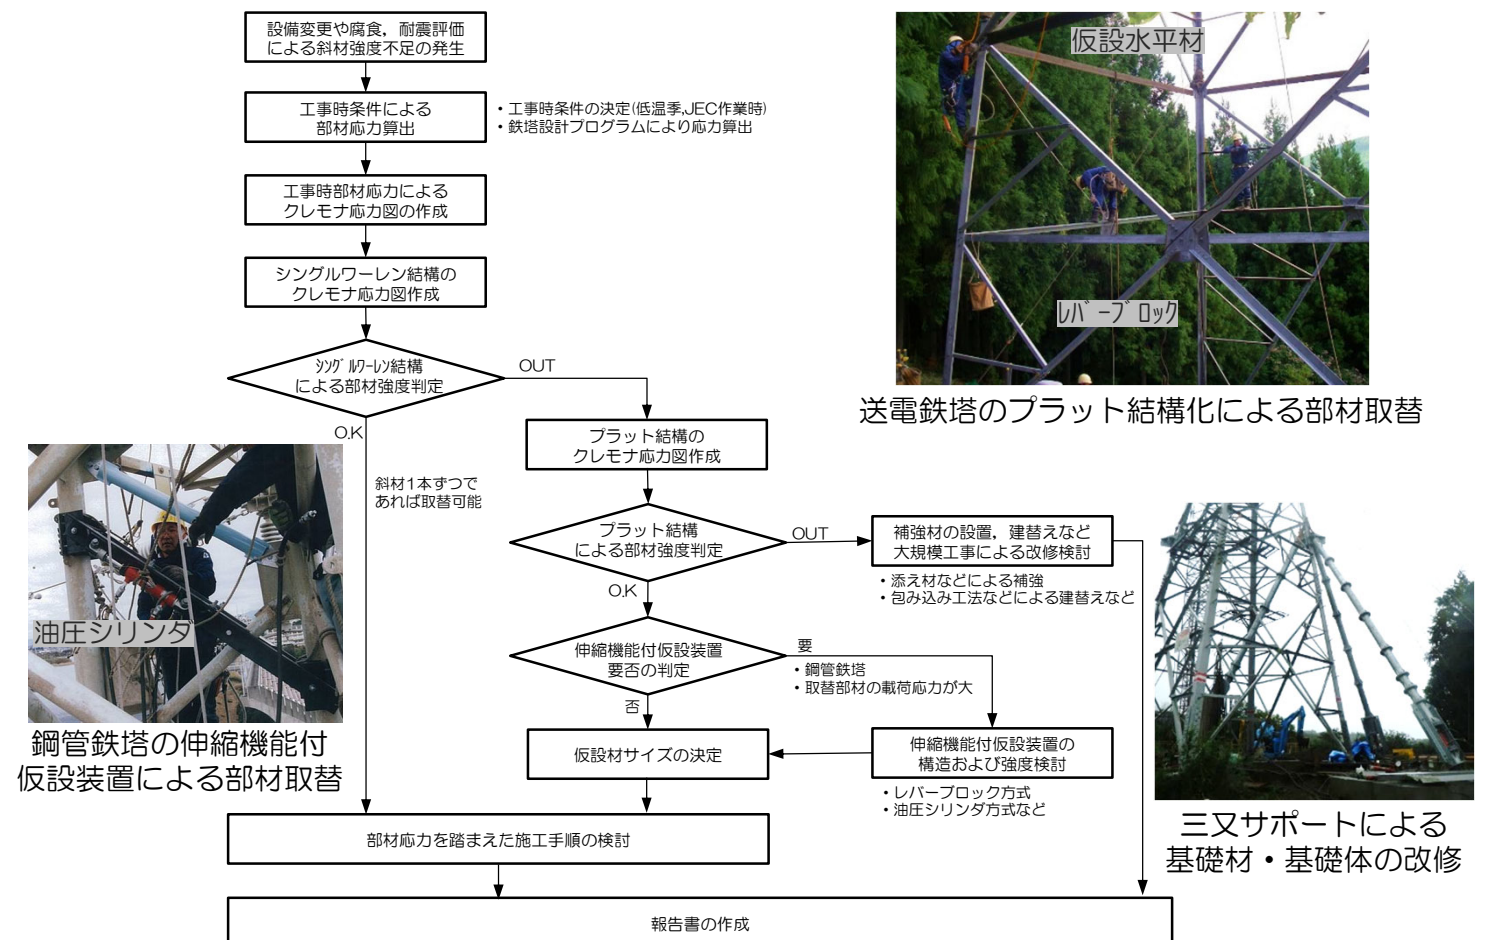 設備変更や腐食，耐震評価
による斜材強度不足の発生
工事時条件による
部材応力算出
・工事時条件の決定(低温季,JEC作業時)
・鉄塔設計プログラムにより応力算出
工事時部材応力による
クレモナ応力図の作成
シングルワーレン結構の
クレモナ応力図作成
ｼﾝｸﾞﾙﾜｰﾚﾝ結構
による部材強度判定
OUT
O.K
斜材1本ずつで
あれば取替可能
プラット結構の
クレモナ応力図作成
プラット結構
による部材強度判定
OUT
O.K
補強材の設置，建替えなど
大規模工事による改修検討
・添え材などによる補強
・包み込み工法などによる建替えなど
伸縮機能付仮設装置
要否の判定
要
・鋼管鉄塔
・取替部材の載荷応力が大
否
仮設材サイズの決定
伸縮機能付仮設装置の
構造および強度検討
・レバーブロック方式
・油圧シリンダ方式など
部材応力を踏まえた施工手順の検討
報告書の作成
仮設水平材
ﾚﾊﾞｰﾌﾞﾛｯｸ
送電鉄塔のプラット結構化による部材取替
油圧シリンダ
鋼管鉄塔の伸縮機能付
仮設装置による部材取替
三又サポートによる
基礎材・基礎体の改修